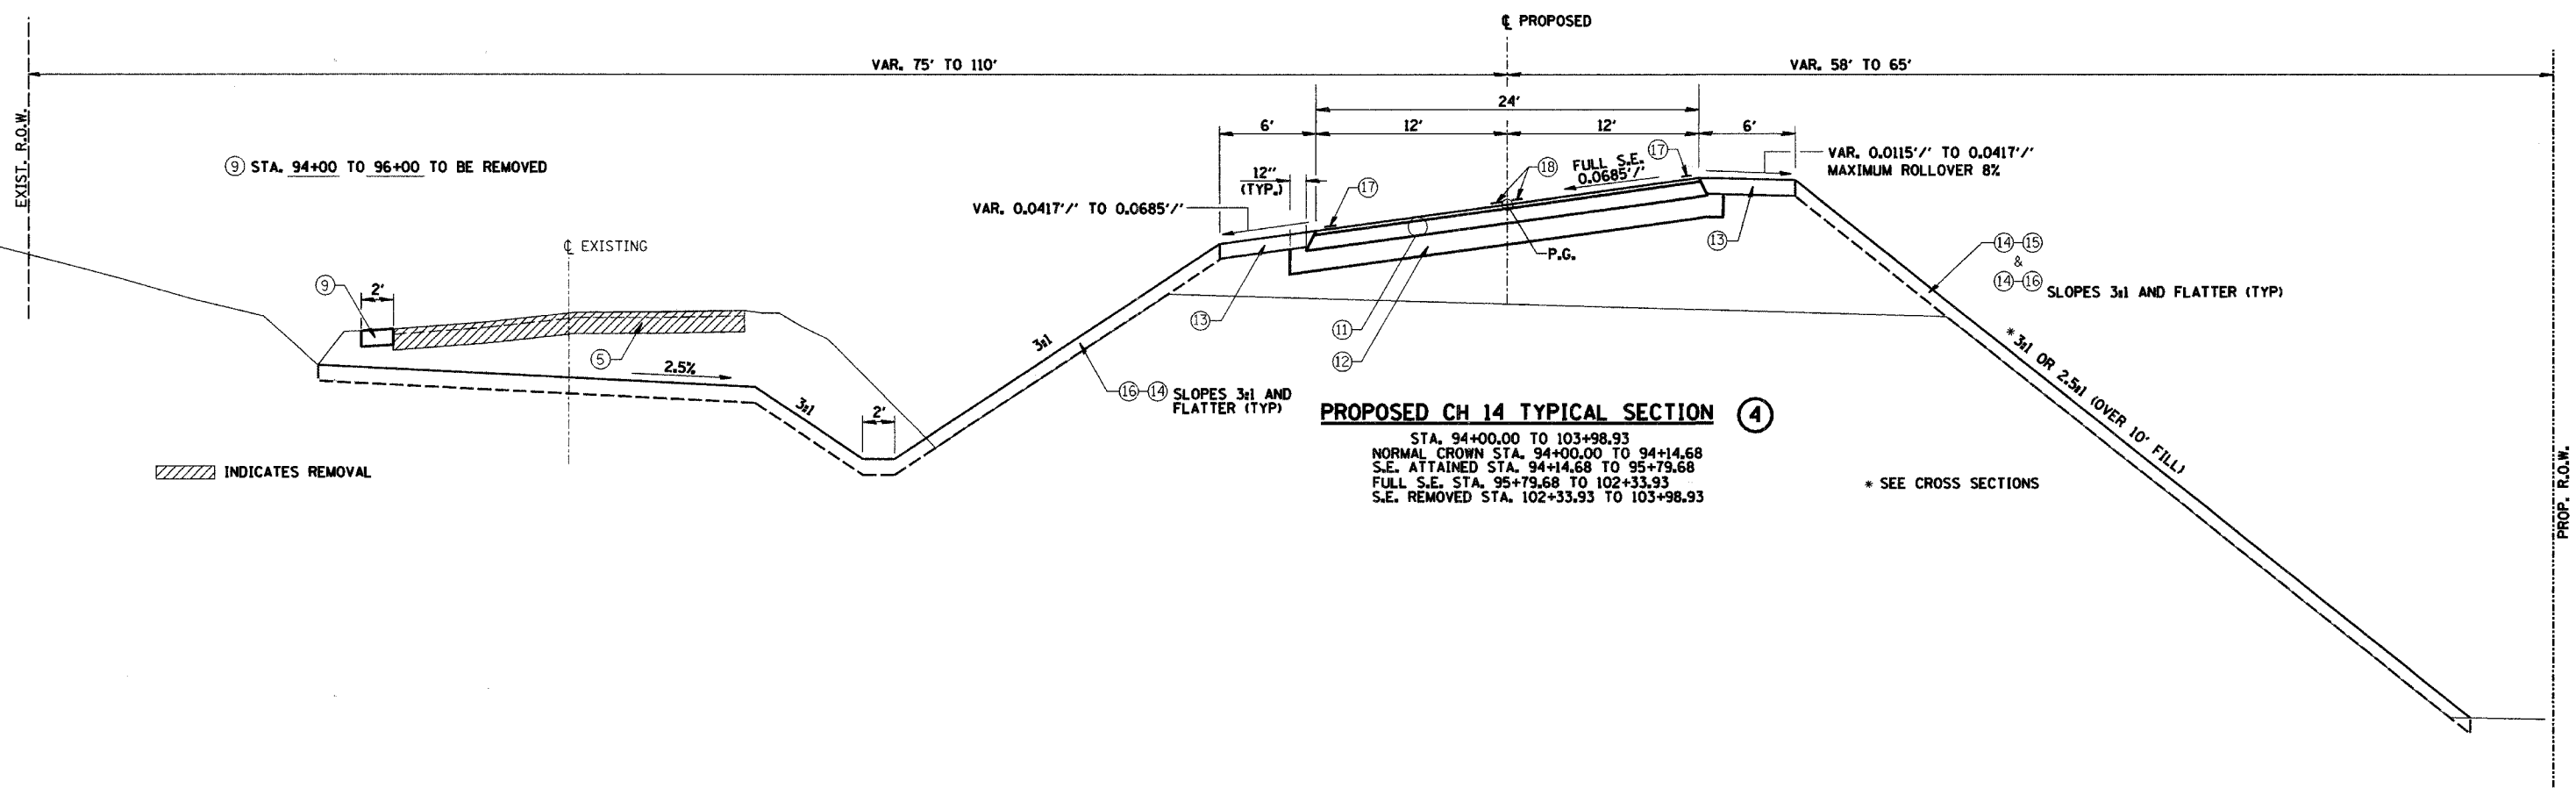 ℄ PROPOSED
VAR. 75' TO 110'
VAR. 58' TO 65'
24'
6'
12'
12'
6'
EXIST. R.O.W.
⑨ STA. 94+00 TO 96+00 TO BE REMOVED
12"
(TYP.)
⑰
⑱
FULL S.E.
0.0685'/'
⑰
VAR. 0.0115'/' TO 0.0417'/'
MAXIMUM ROLLOVER 8%
VAR. 0.0417'/' TO 0.0685'/'
℄ EXISTING
P.G.
⑬
⑭-⑮
&
⑭-⑯ SLOPES 3:1 AND FLATTER (TYP)
⑨
2'
⑬
⑪
⑫
⑤
2.5%
3:1
3:1
2'
⑯-⑭ SLOPES 3:1 AND
FLATTER (TYP)
* 3:1 OR 2.5:1 (OVER 10' FILL)
PROPOSED CH 14 TYPICAL SECTION ④
STA. 94+00.00 TO 103+98.93
NORMAL CROWN STA. 94+00.00 TO 94+14.68
S.E. ATTAINED STA. 94+14.68 TO 95+79.68
FULL S.E. STA. 95+79.68 TO 102+33.93
S.E. REMOVED STA. 102+33.93 TO 103+98.93
INDICATES REMOVAL
* SEE CROSS SECTIONS
PROP. R.O.W.